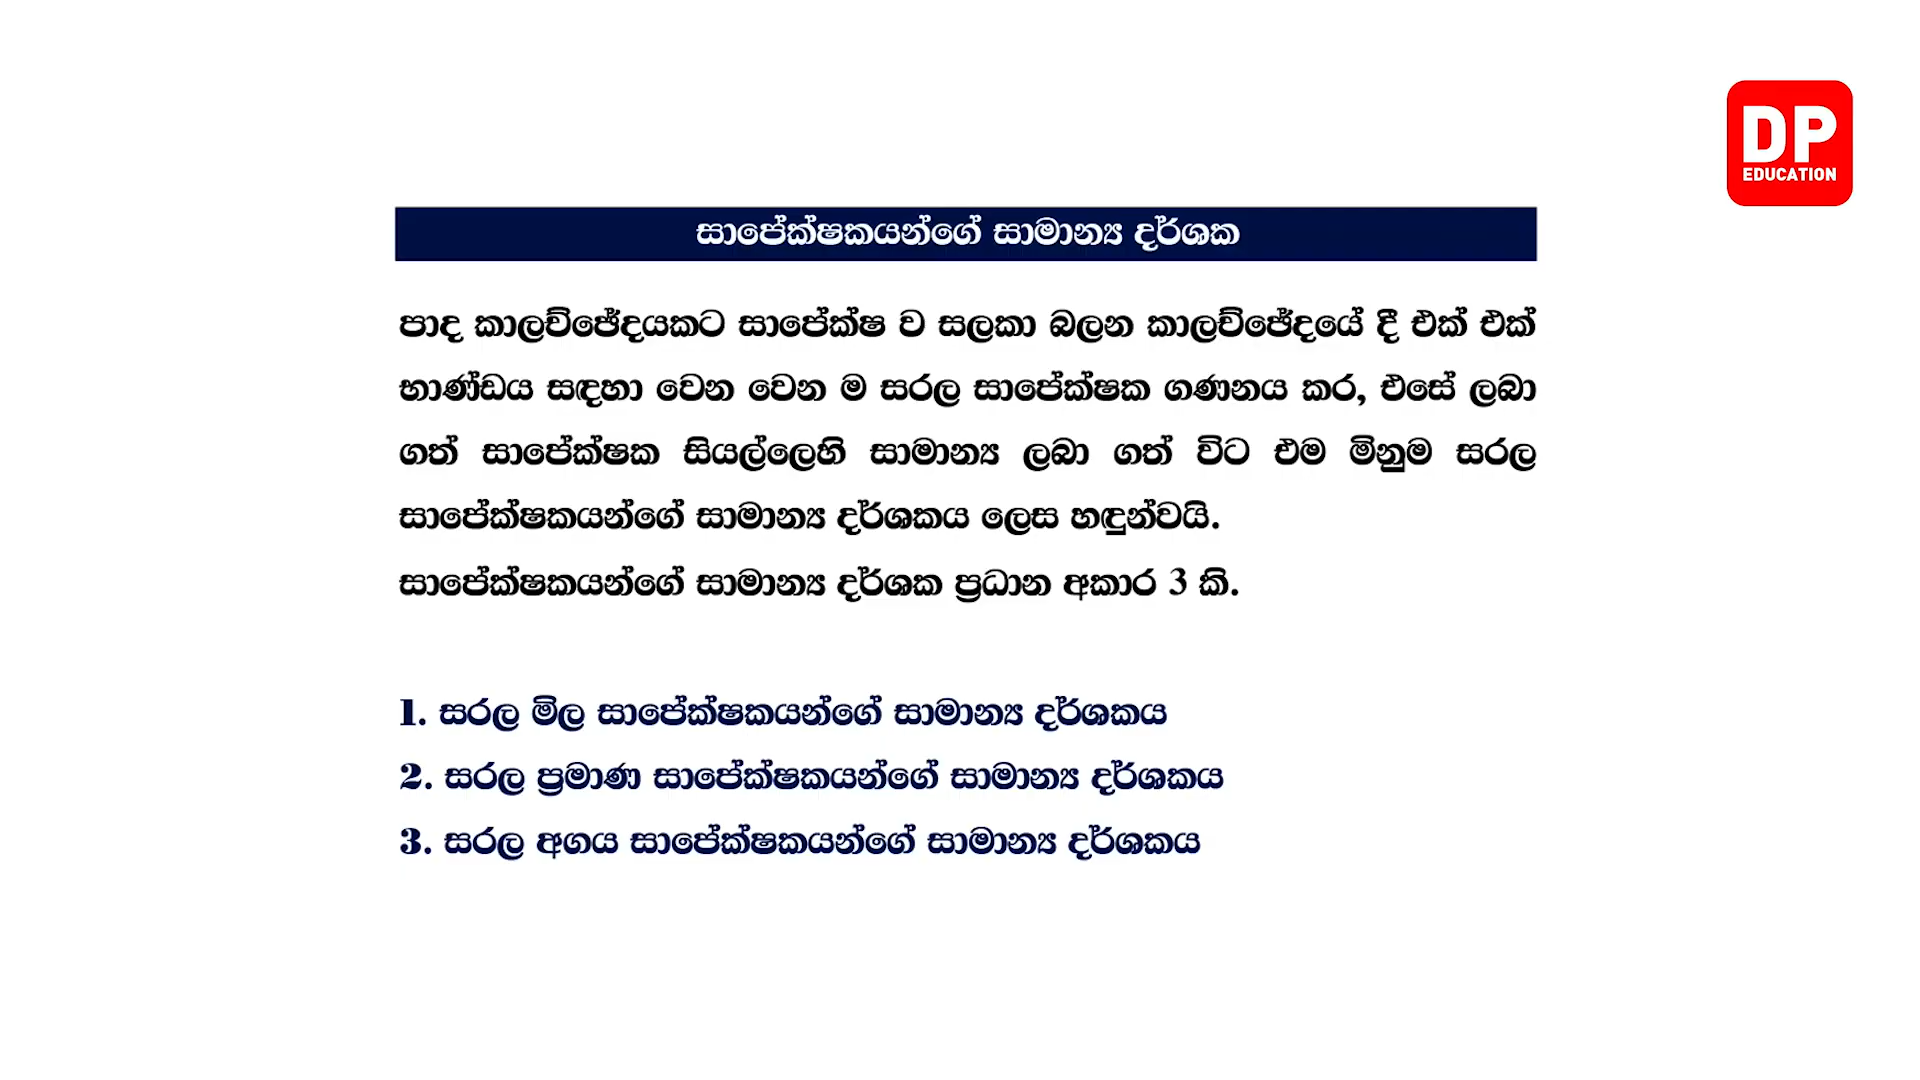 DP
EDUCATION
සාපේක්ෂකයන්ගේ සාමාන්‍ය දර්ශක
පාද කාලච්ඡේදයකට සාපේක්ෂ ව සලකා බලන කාලච්ඡේදයේ දී එක් එක්
භාණ්ඩය සඳහා වෙන වෙන ම සරල සාපේක්ෂක ගණනය කර, එසේ ලබා
ගත් සාපේක්ෂක සියල්ලෙහි සාමාන්‍ය ලබා ගත් විට එම මිනුම සරල
සාපේක්ෂකයන්ගේ සාමාන්‍ය දර්ශකය ලෙස හඳුන්වයි.
සාපේක්ෂකයන්ගේ සාමාන්‍ය දර්ශක ප්‍රධාන අකාර 3 කි.
1. සරල මිල සාපේක්ෂකයන්ගේ සාමාන්‍ය දර්ශකය
2. සරල ප්‍රමාණ සාපේක්ෂකයන්ගේ සාමාන්‍ය දර්ශකය
3. සරල අගය සාපේක්ෂකයන්ගේ සාමාන්‍ය දර්ශකය